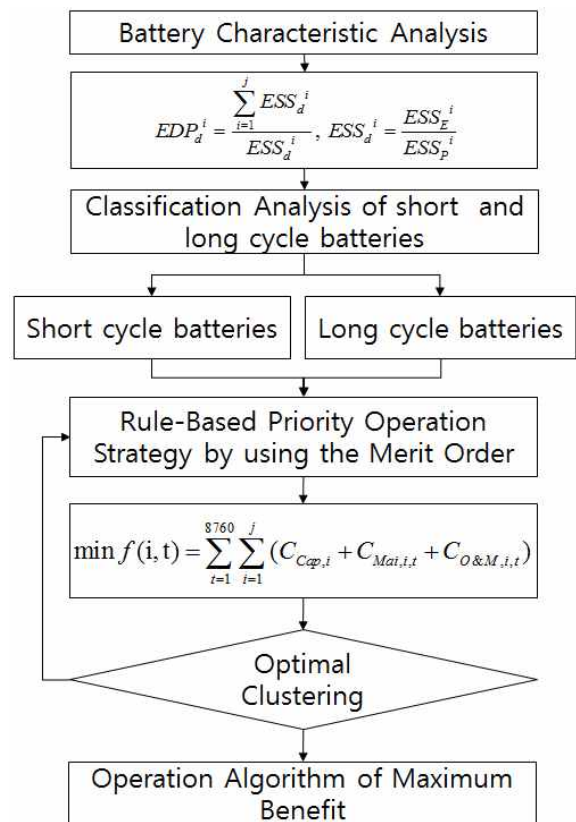 Battery Characteristic Analysis
EDP_d^i = \frac{\sum_{i=1}^{j} ESS_d^i}{ESS_d^i}, ESS_d^i = \frac{ESS_E^i}{ESS_P^i}
Classification Analysis of short and
long cycle batteries
Short cycle batteries
Long cycle batteries
Rule-Based Priority Operation
Strategy by using the Merit Order
min f(i,t) = \sum_{t=1}^{8760} \sum_{i=1}^{j} (C_{Cap,i} + C_{Mai,i,t} + C_{O&M,i,t})
Optimal
Clustering
Operation Algorithm of Maximum
Benefit